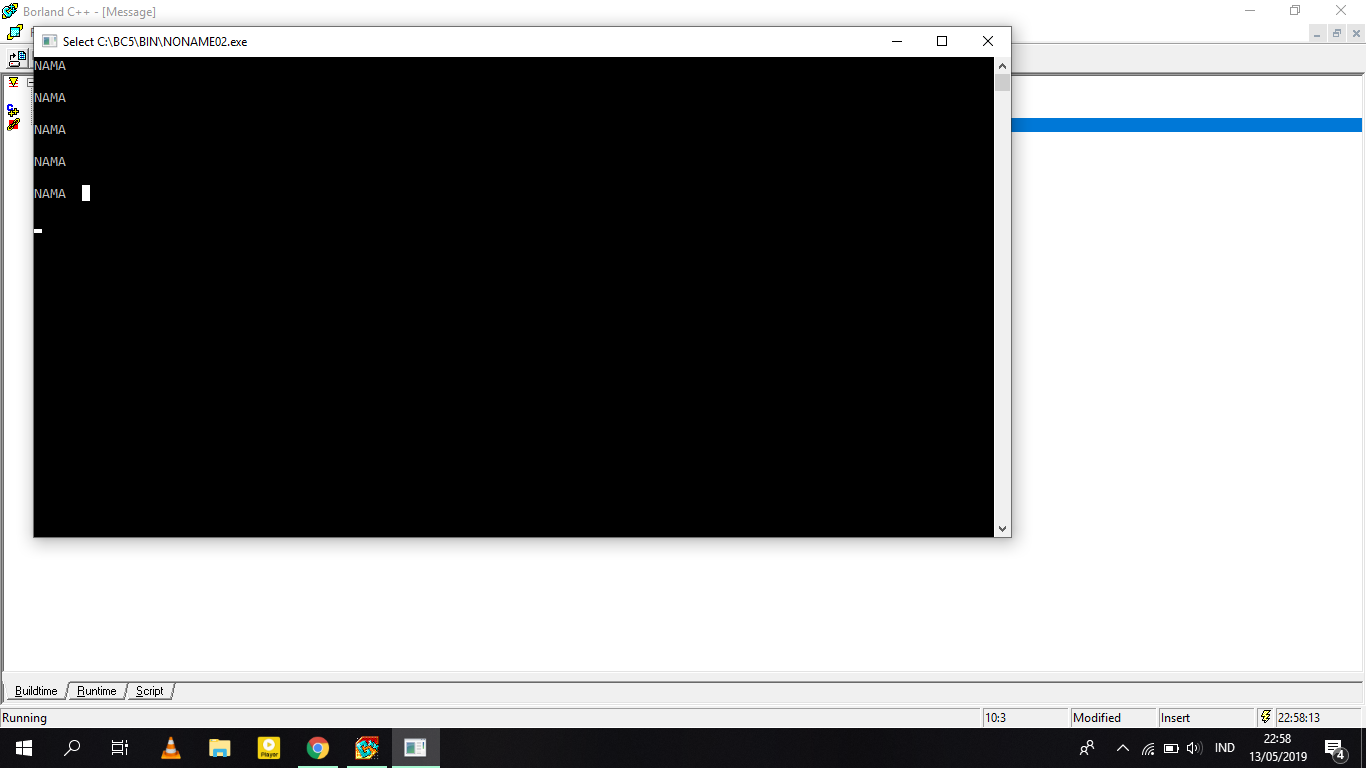 Borland C++ - [Message]
Select C:\BC5\BIN\NONAME02.exe
NAMA
NAMA
NAMA
NAMA
NAMA
Buildtime
Runtime
Script
Running
10:3
Modified
Insert
22:58:13
Player
IND
22:58
13/05/2019
4